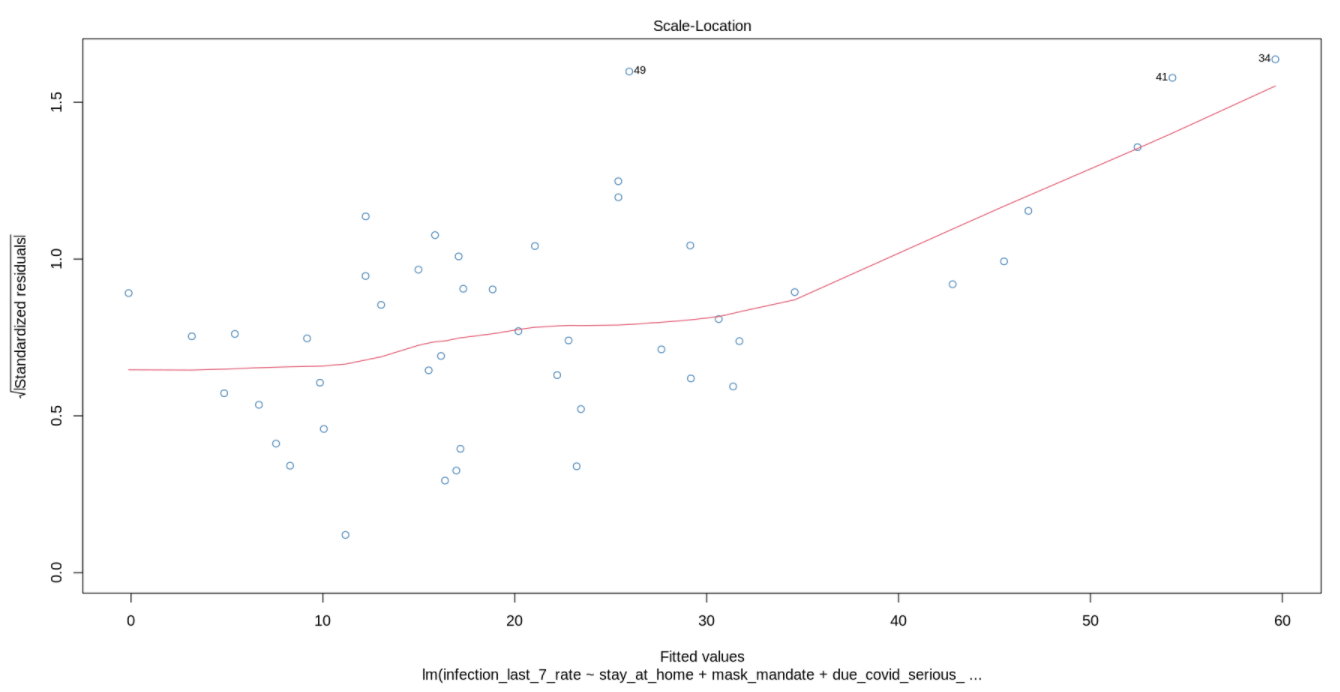 Scale-Location
49
34
41
1.5
1.0
0.5
0.0
√|Standardized residuals|
0 10 20 30 40 50 60
Fitted values
lm(infection_last_7_rate ~ stay_at_home + mask_mandate + due_covid_serious_ ...